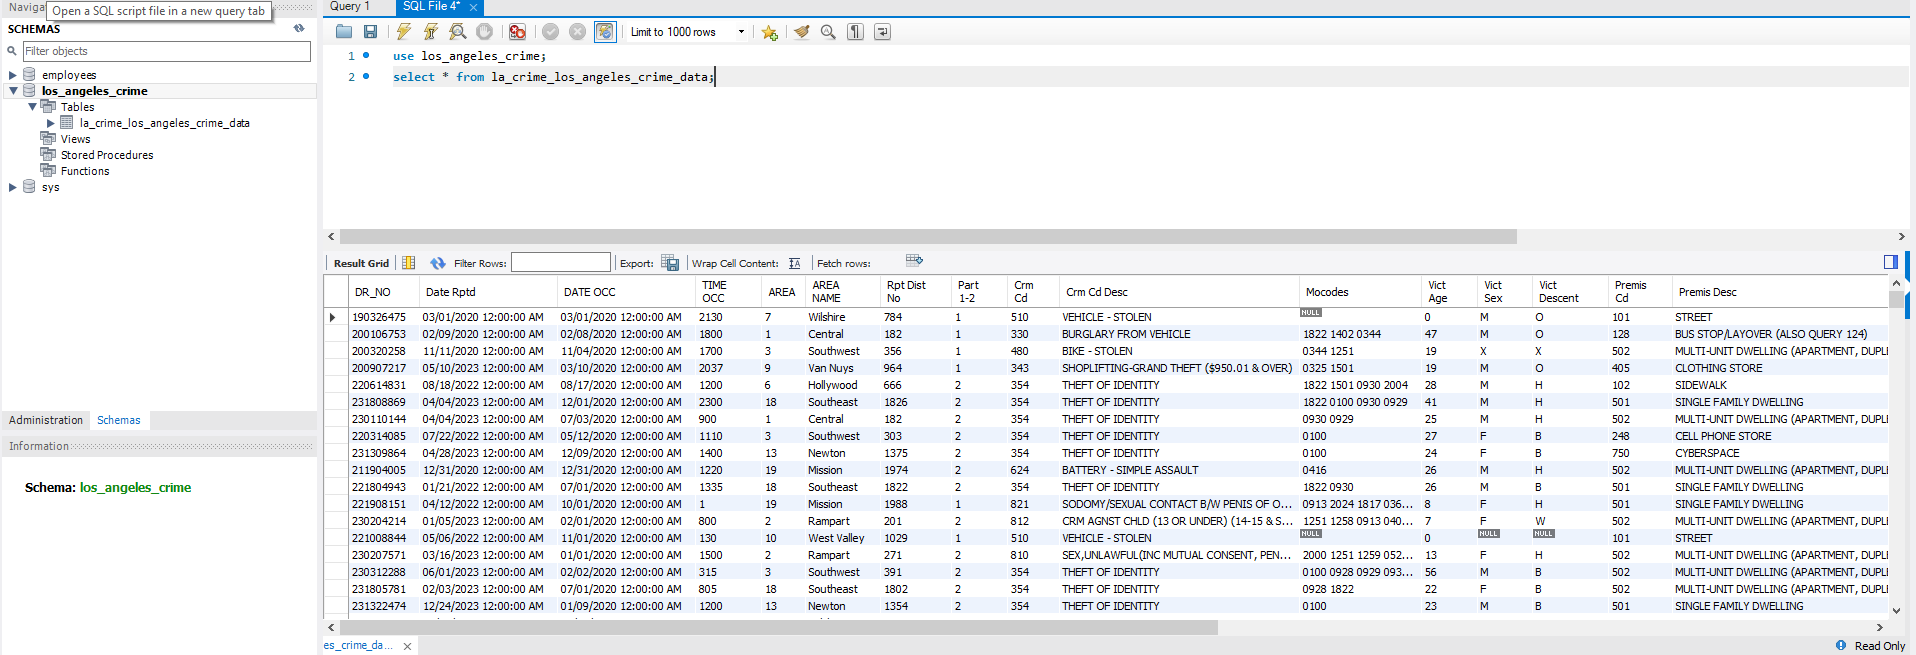 Navigat
Open a SQL script file in a new query tab
SCHEMAS
Filter objects
employees
los_angeles_crime
Tables
la_crime_los_angeles_crime_data
Views
Stored Procedures
Functions
sys
Administration Schemas
Information
Schema: los_angeles_crime
Query 1 SQL File 4*
Limit to 1000 rows
1 use los_angeles_crime;
2 select * from la_crime_los_angeles_crime_data;
Result Grid Filter Rows: Export: Wrap Cell Content: Fetch rows:
DR_NO Date Rptd DATE OCC TIME OCC AREA AREA NAME Rpt Dist No Part 1-2 Crm Cd Crm Cd Desc Mocodes Vict Age Vict Sex Vict Descent Premis Cd Premis Desc
190326475 03/01/2020 12:00:00 AM 03/01/2020 12:00:00 AM 2130 7 Wilshire 784 1 510 VEHICLE - STOLEN NULL 0 M O 101 STREET
200106753 02/09/2020 12:00:00 AM 02/08/2020 12:00:00 AM 1800 1 Central 182 1 330 BURGLARY FROM VEHICLE 1822 1402 0344 47 M O 128 BUS STOP/LAYOVER (ALSO QUERY 124)
200320258 11/11/2020 12:00:00 AM 11/04/2020 12:00:00 AM 1700 3 Southwest 356 1 480 BIKE - STOLEN 0344 1251 19 X X 502 MULTI-UNIT DWELLING (APARTMENT, DUPLE
200907217 05/10/2023 12:00:00 AM 03/10/2020 12:00:00 AM 2037 9 Van Nuys 964 1 343 SHOPLIFTING-GRAND THEFT ($950.01 & OVER) 0325 1501 19 M O 405 CLOTHING STORE
220614831 08/18/2022 12:00:00 AM 08/17/2020 12:00:00 AM 1200 6 Hollywood 666 2 354 THEFT OF IDENTITY 1822 1501 0930 2004 28 M H 102 SIDEWALK
231808869 04/04/2023 12:00:00 AM 12/01/2020 12:00:00 AM 2300 18 Southeast 1826 2 354 THEFT OF IDENTITY 1822 0100 0930 0929 41 M H 501 SINGLE FAMILY DWELLING
230110144 04/04/2023 12:00:00 AM 07/03/2020 12:00:00 AM 900 1 Central 182 2 354 THEFT OF IDENTITY 0930 0929 25 M H 502 MULTI-UNIT DWELLING (APARTMENT, DUPLE
220314085 07/22/2022 12:00:00 AM 05/12/2020 12:00:00 AM 1110 3 Southwest 303 2 354 THEFT OF IDENTITY 0100 27 F B 248 CELL PHONE STORE
231309864 04/28/2023 12:00:00 AM 12/09/2020 12:00:00 AM 1400 13 Newton 1375 2 354 THEFT OF IDENTITY 0100 24 F B 750 CYBERSPACE
211904005 12/31/2020 12:00:00 AM 12/31/2020 12:00:00 AM 1220 19 Mission 1974 2 624 BATTERY - SIMPLE ASSAULT 0416 26 M H 502 MULTI-UNIT DWELLING (APARTMENT, DUPLE
221804943 01/21/2022 12:00:00 AM 07/01/2020 12:00:00 AM 1335 18 Southeast 1822 2 354 THEFT OF IDENTITY 1822 0930 26 M B 501 SINGLE FAMILY DWELLING
221908151 04/12/2022 12:00:00 AM 10/01/2020 12:00:00 AM 1 19 Mission 1988 1 821 SODOMY/SEXUAL CONTACT B/W PENIS OF O... 0913 2024 1817 036... 8 F H 501 SINGLE FAMILY DWELLING
230204214 01/05/2023 12:00:00 AM 02/01/2020 12:00:00 AM 800 2 Rampart 201 2 812 CRM AGNST CHLD (13 OR UNDER) (14-15 & S... 1251 1258 0913 040... 7 F W 502 MULTI-UNIT DWELLING (APARTMENT, DUPLE
221008844 05/06/2022 12:00:00 AM 11/01/2020 12:00:00 AM 130 10 West Valley 1029 1 510 VEHICLE - STOLEN NULL 0 NULL NULL 101 STREET
230207571 03/16/2023 12:00:00 AM 01/01/2020 12:00:00 AM 1500 2 Rampart 271 2 810 SEX,UNLAWFUL(INC MUTUAL CONSENT, PEN... 2000 1251 1259 052... 13 F H 502 MULTI-UNIT DWELLING (APARTMENT, DUPLE
230312288 06/01/2023 12:00:00 AM 02/02/2020 12:00:00 AM 315 3 Southwest 391 2 354 THEFT OF IDENTITY 0100 0928 0929 093... 56 M B 502 MULTI-UNIT DWELLING (APARTMENT, DUPLE
231805781 02/03/2023 12:00:00 AM 07/01/2020 12:00:00 AM 805 18 Southeast 1802 2 354 THEFT OF IDENTITY 0928 1822 22 F B 502 MULTI-UNIT DWELLING (APARTMENT, DUPLE
231322474 12/24/2023 12:00:00 AM 01/09/2020 12:00:00 AM 1200 13 Newton 1354 2 354 THEFT OF IDENTITY 0100 23 M B 501 SINGLE FAMILY DWELLING
es_crime_da... Read Only